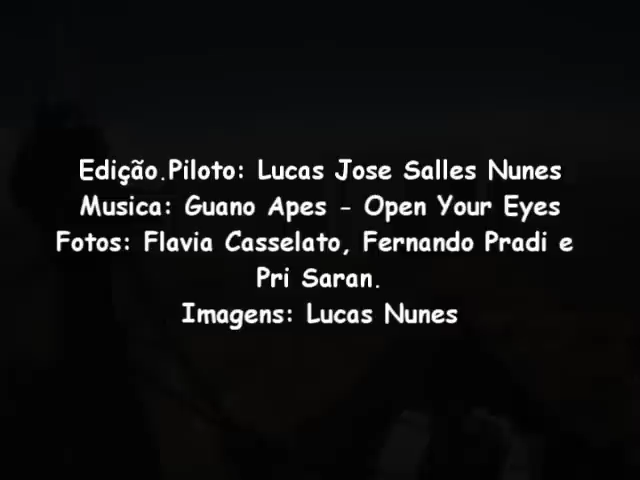 Edição.Piloto: Lucas Jose Salles Nunes
Musica: Guano Apes - Open Your Eyes
Fotos: Flavia Casselato, Fernando Pradi e
Pri Saran.
Imagens: Lucas Nunes